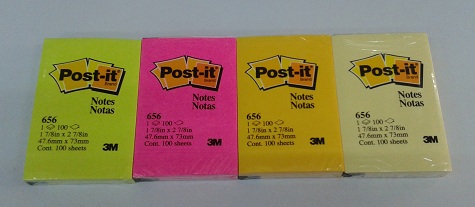 Post-it
Notes
Notas
656
1 100
1 7/8in x 2 7/8in
47.6mm x 73mm
Cont. 100 sheets
3M
Post-it
Notes
Notas
656
1 100
1 7/8in x 2 7/8in
47.6mm x 73mm
Cont. 100 sheets
3M
Post-it
Notes
Notas
656
1 100
1 7/8in x 2 7/8in
47.6mm x 73mm
Cont. 100 sheets
3M
Post-it
Notes
Notas
656
1 100
1 7/8in x 2 7/8in
47.6mm x 73mm
Cont. 100 sheets
3M